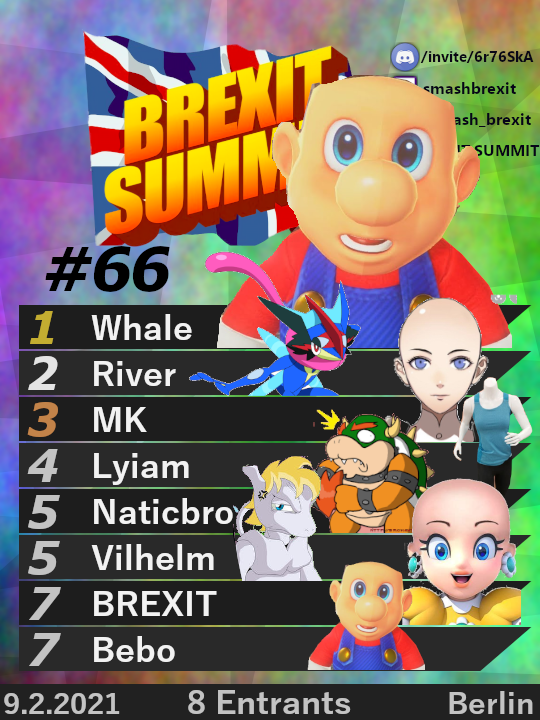 /invite/6r76SkA
smashbrexit
ash_brexit
SUMMIT
BREXIT
SUMM
#66
1 Whale
2 River
3 MK
4 Lyiam
5 Naticbro
5 Vilhelm
7 BREXIT
7 Bebo
9.2.2021 8 Entrants Berlin